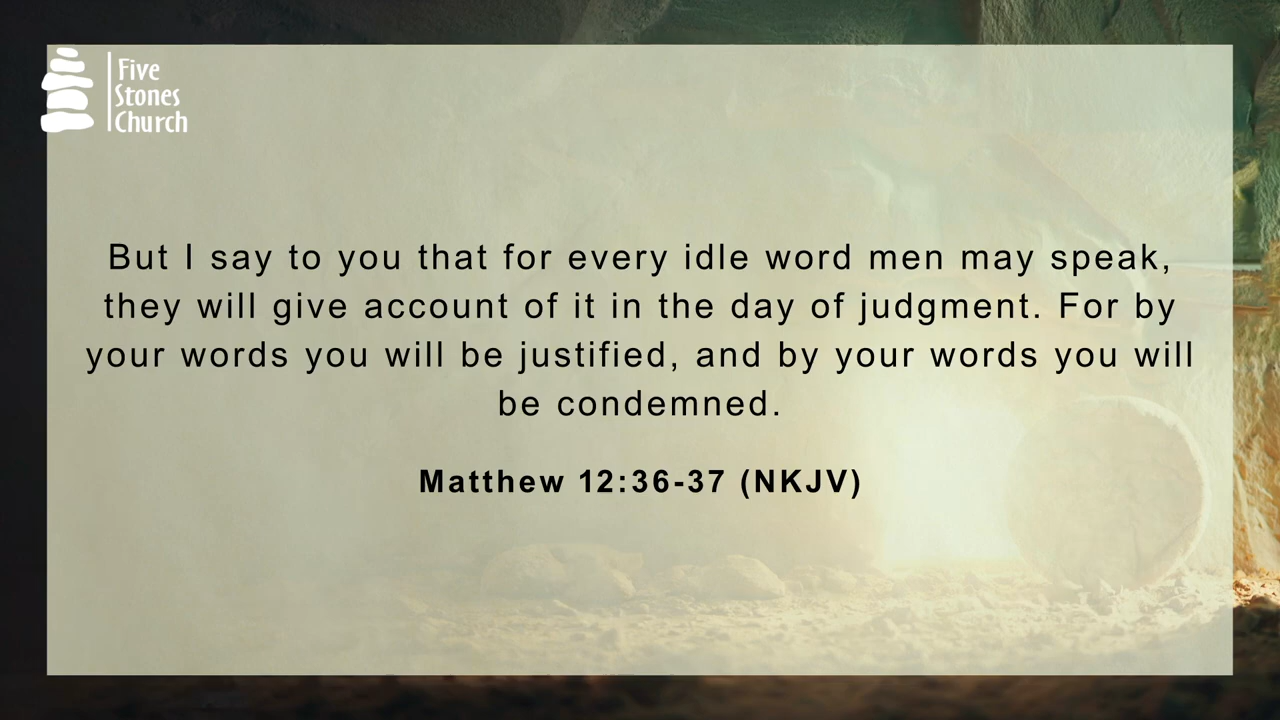 Five
Stones
Church
But I say to you that for every idle word men may speak,
they will give account of it in the day of judgment. For by
your words you will be justified, and by your words you will
be condemned.
Matthew 12:36-37 (NKJV)